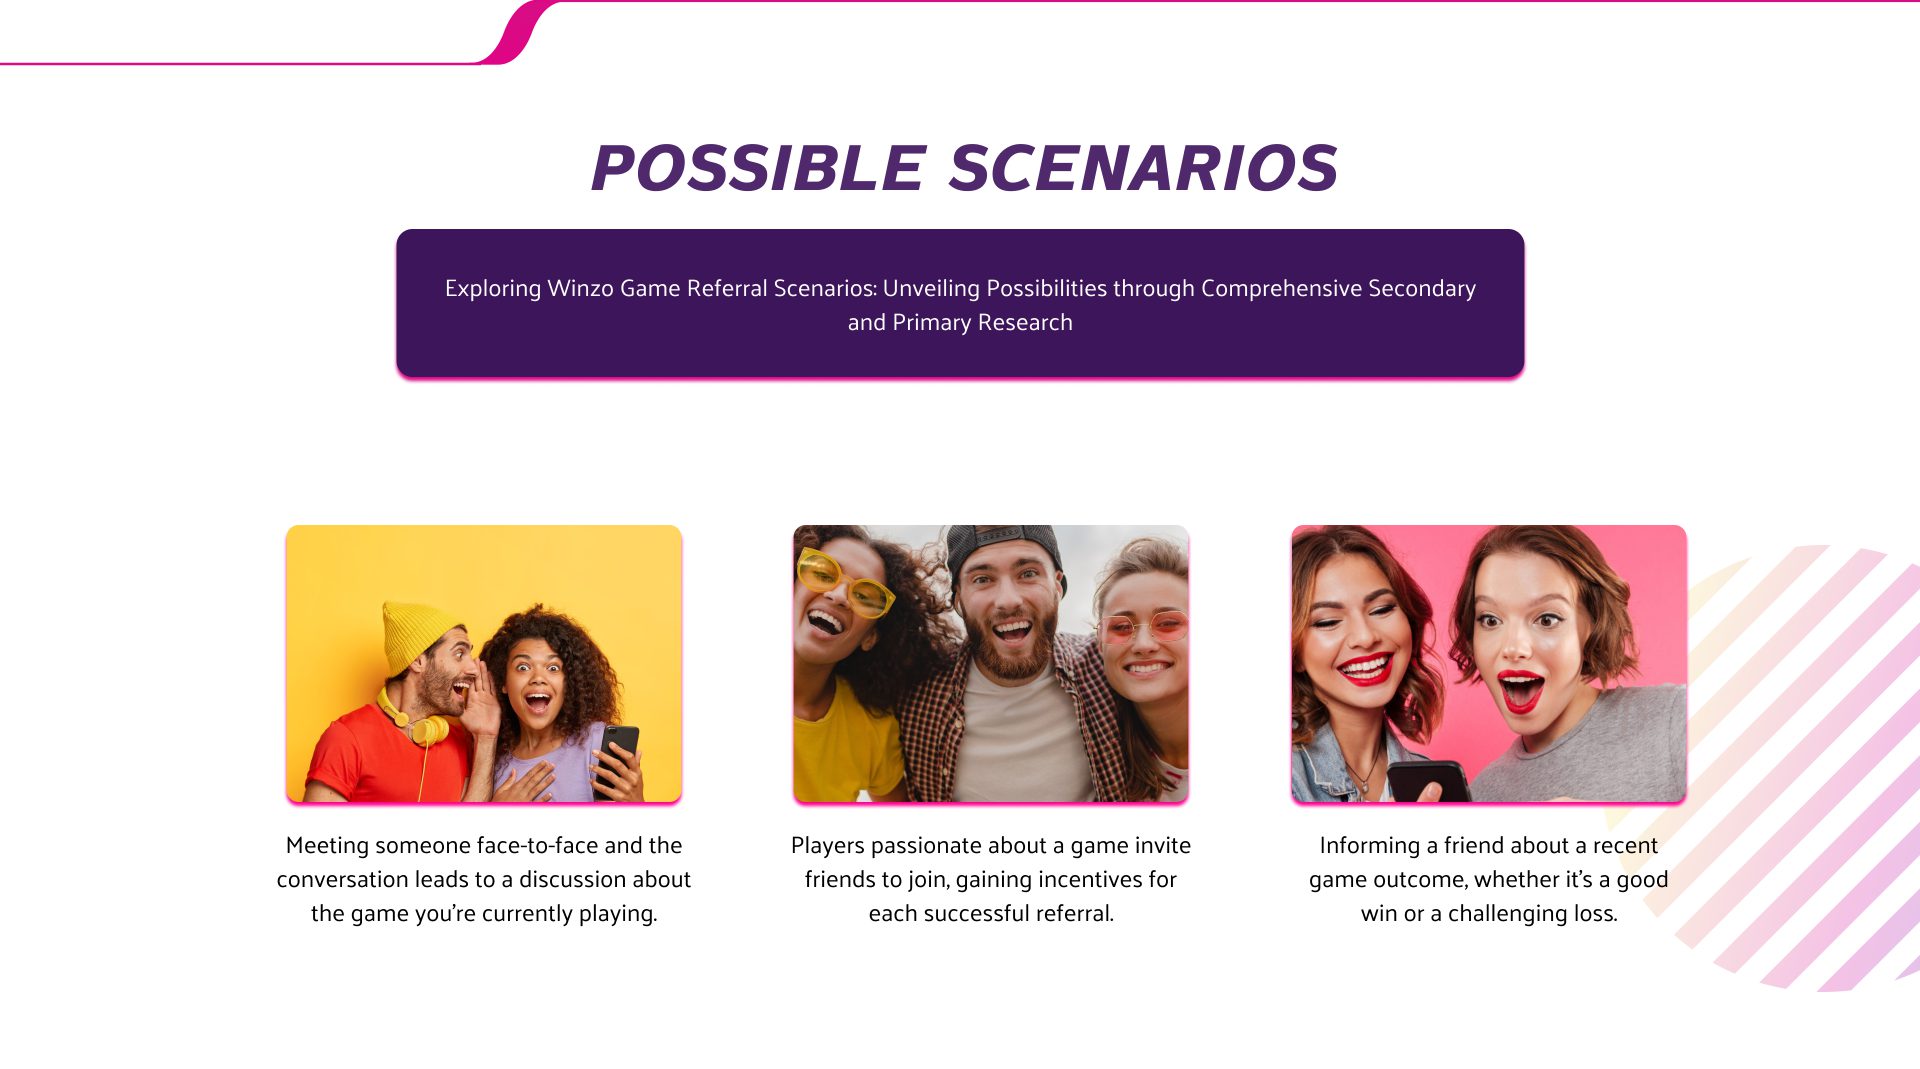 POSSIBLE SCENARIOS
Exploring Winzo Game Referral Scenarios: Unveiling Possibilities through Comprehensive Secondary
and Primary Research
Meeting someone face-to-face and the
conversation leads to a discussion about
the game you're currently playing.
Players passionate about a game invite
friends to join, gaining incentives for
each successful referral.
Informing a friend about a recent
game outcome, whether it's a good
win or a challenging loss.